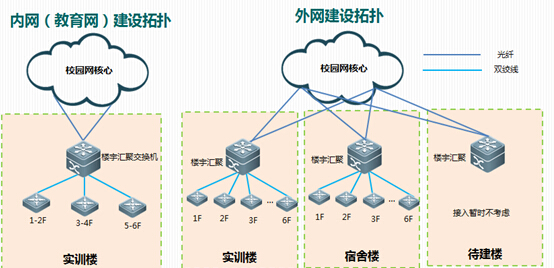 内网（教育网）建设拓扑
外网建设拓扑
校园网核心
校园网核心
光纤
双绞线
楼宇汇聚交换机
楼宇汇聚
楼宇汇聚
楼宇汇聚
1-2F
3-4F
5-6F
1F
2F
3F
...
6F
1F
2F
3F
...
6F
接入暂时不考虑
实训楼
实训楼
宿舍楼
待建楼